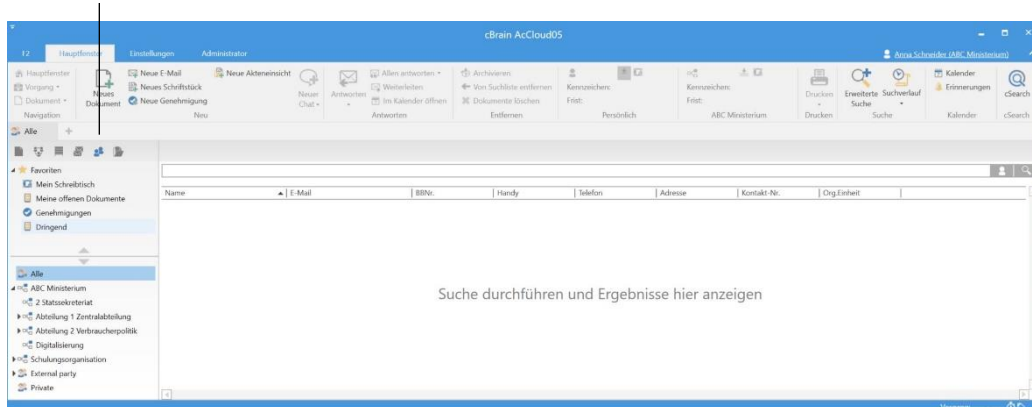 cBrain AcCloud05
F2 Hauptfenster Einstellungen Administrator Anna Schneider (ABC Ministerium)
Hauptfenster Neue E-Mail Neue Akteneinsicht Allen antworten Archivieren Kalender
Vorgang Neues Schriftstück Weiterleiten Von Suchliste entfernen Kennzeichen: Kennzeichen: Erinnerungen
Dokument Neues Dokument Neue Genehmigung Neuer Chat Antworten Im Kalender öffnen Dokumente löschen Frist: Frist: Drucken Erweiterte Suche Suchverlauf cSearch
Navigation Neu Antworten Entfernen Persönlich ABC Ministerium Drucken Suche Kalender cSearch
Alle +
Favoriten
Mein Schreibtisch
Name E-Mail BBNr. Handy Telefon Adresse Kontakt-Nr. Org.Einheit
Meine offenen Dokumente
Genehmigungen
Dringend
Alle
ABC Ministerium
Suche durchführen und Ergebnisse hier anzeigen
2 Statssekreteriat
Abteilung 1 Zentralabteilung
Abteilung 2 Verbraucherpolitik
Digitalisierung
Schulungsorganisation
External party
Private